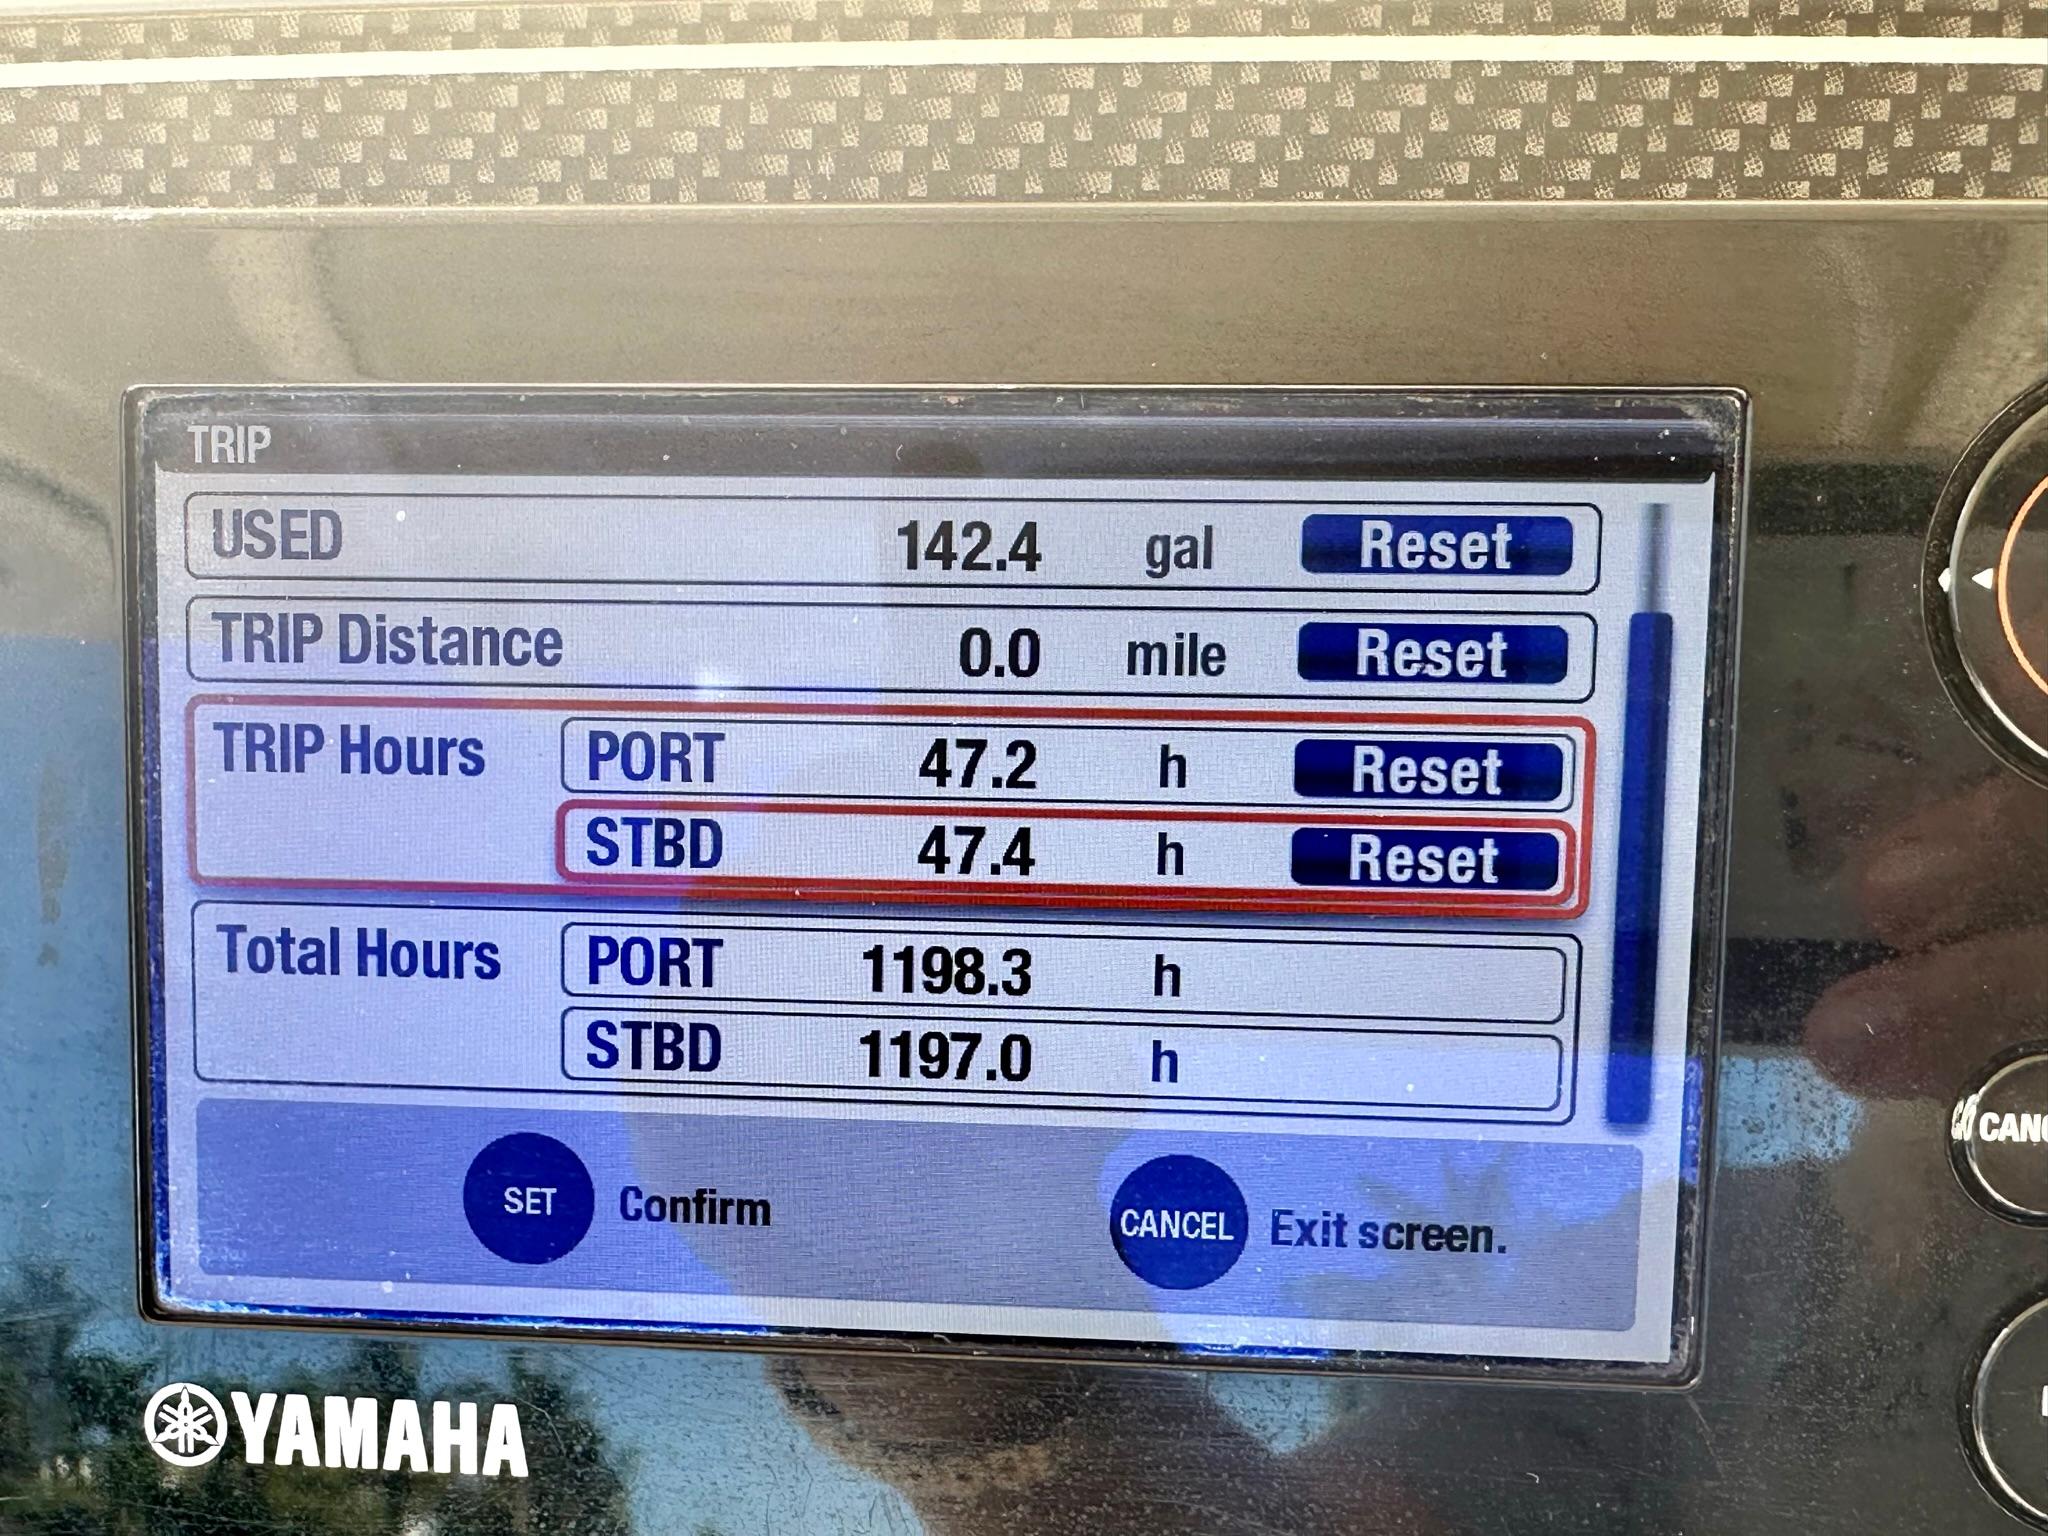 TRIP
USED 142.4 gal Reset
TRIP Distance 0.0 mile Reset
TRIP Hours PORT 47.2 h Reset
STBD 47.4 h Reset
Total Hours PORT 1198.3 h
STBD 1197.0 h
SET Confirm CANCEL Exit screen.
YAMAHA